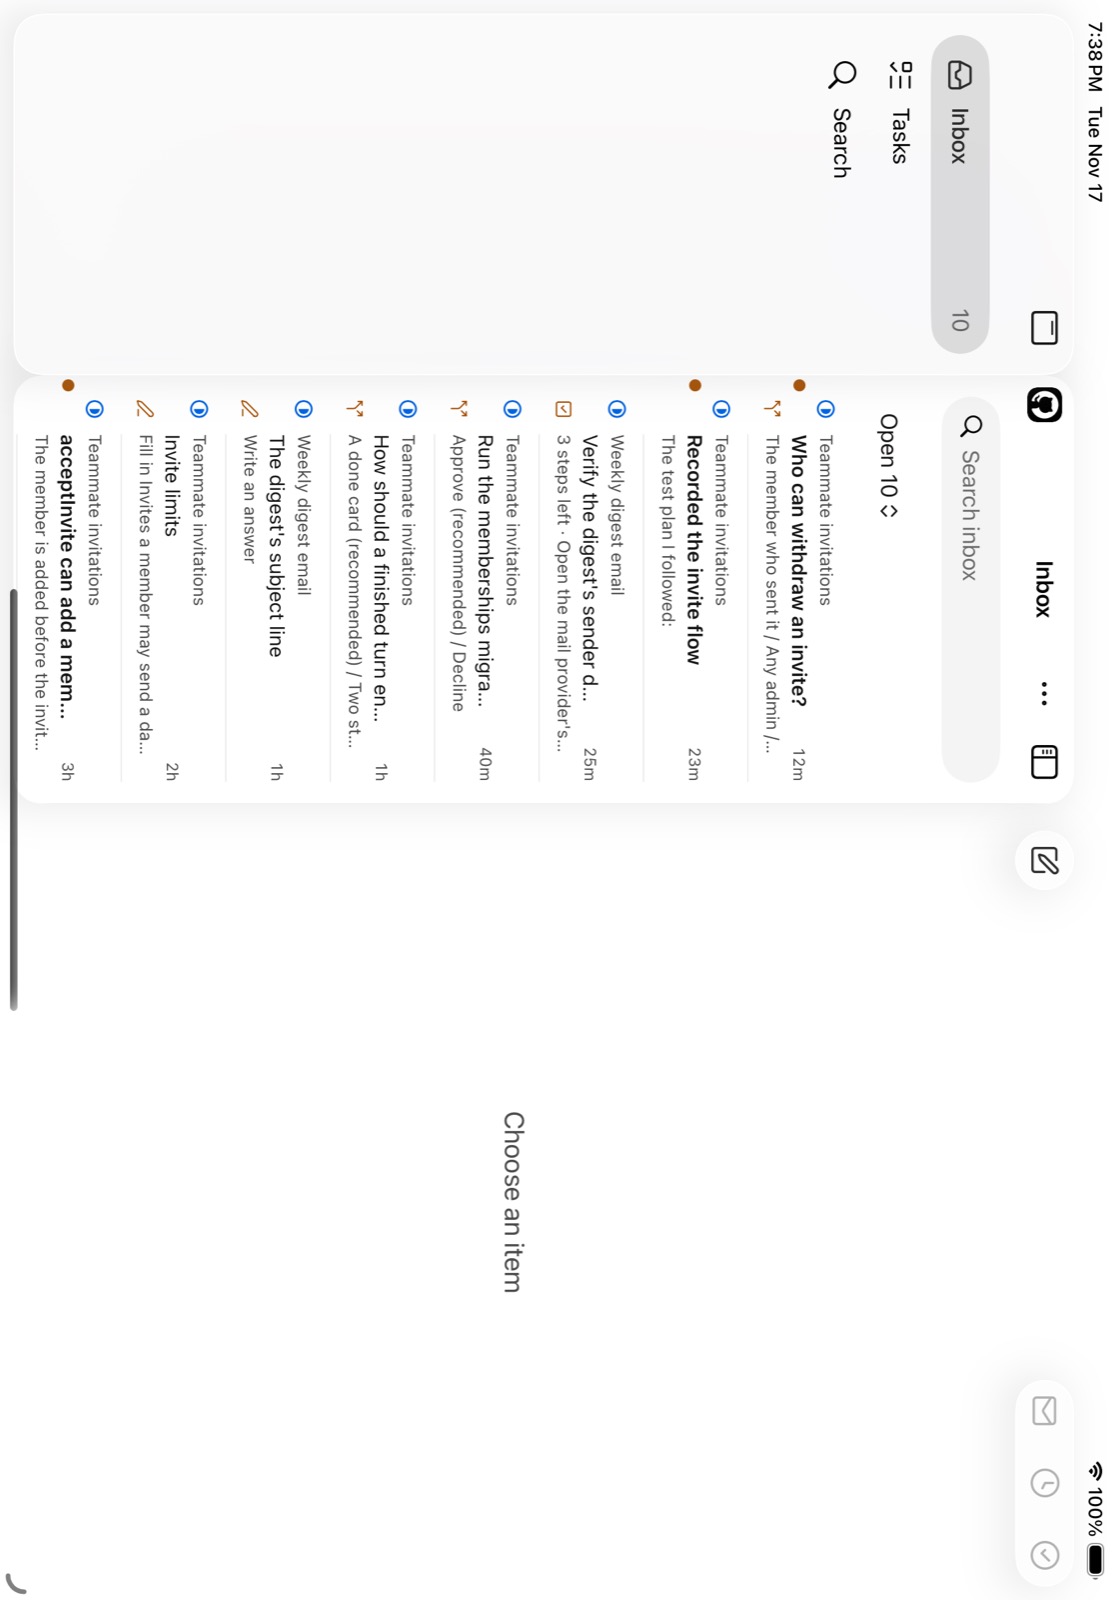 7:38 PM Tue Nov 17
100%
Inbox 10
Tasks
Search
Inbox
Search inbox
Open 10
Teammate invitations
Who can withdraw an invite? 12m
The member who sent it / Any admin /...
Teammate invitations
Recorded the invite flow 23m
The test plan I followed:
Weekly digest email
Verify the digest's sender d... 25m
3 steps left · Open the mail provider's...
Teammate invitations
Run the memberships migra... 40m
Approve (recommended) / Decline
Teammate invitations
How should a finished turn en... 1h
A done card (recommended) / Two st...
Weekly digest email
The digest's subject line 1h
Write an answer
Teammate invitations
Invite limits 2h
Fill in Invites a member may send a da...
Teammate invitations
acceptInvite can add a mem... 3h
The member is added before the invit...
Choose an item